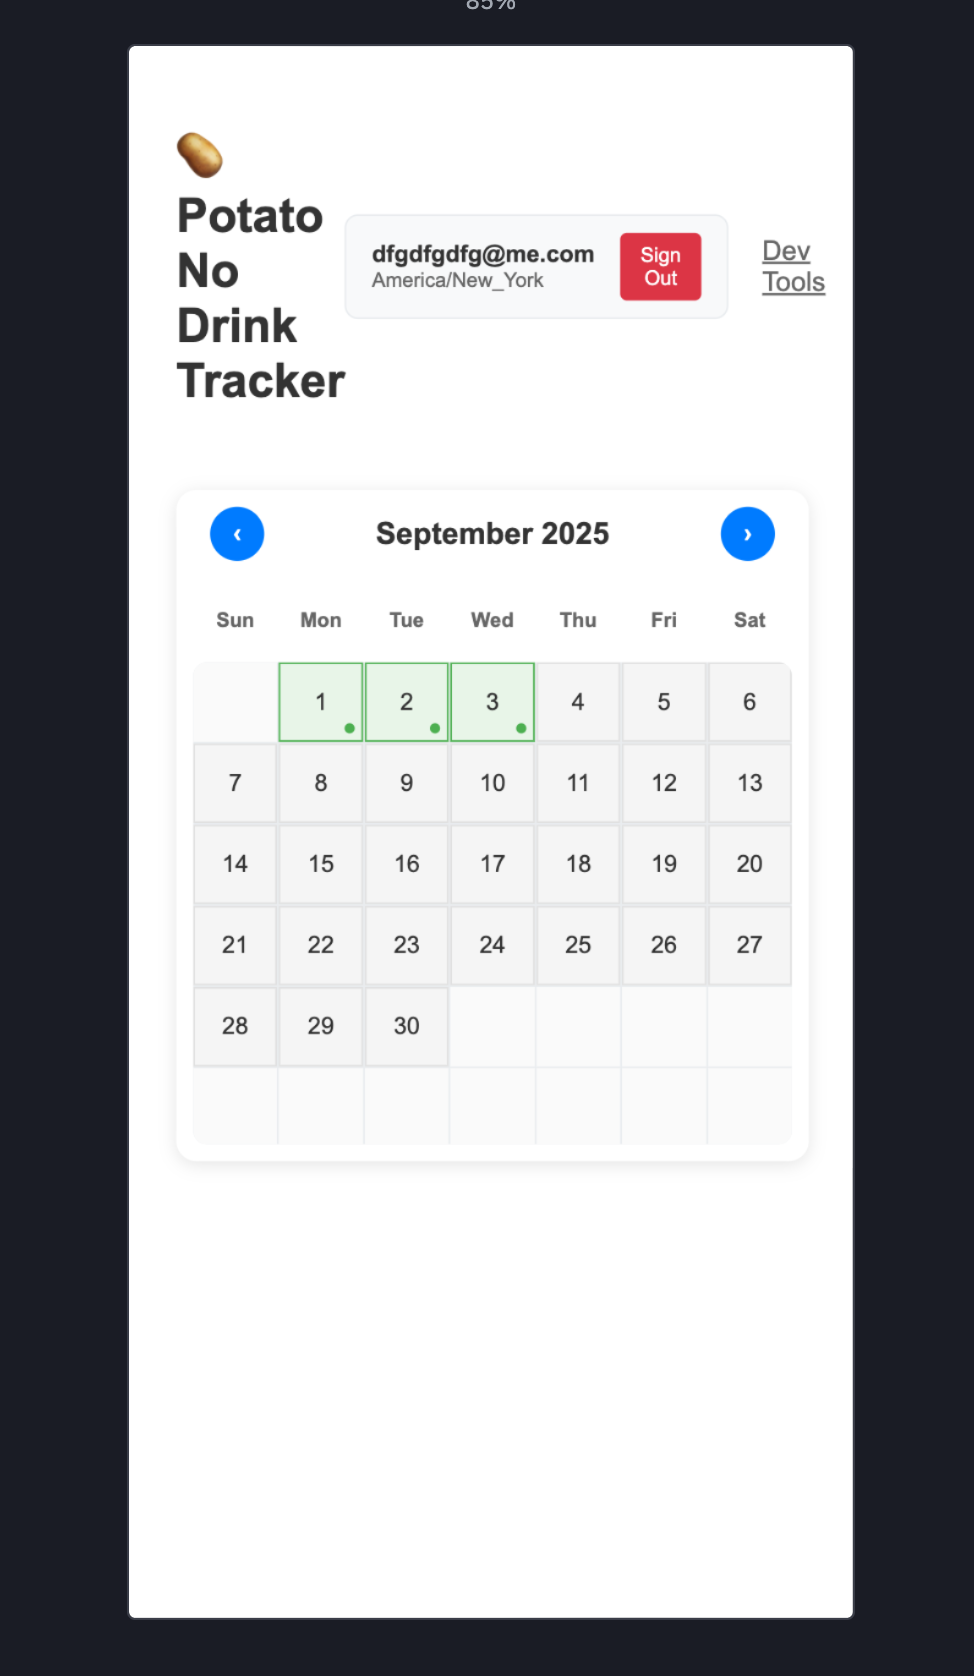 85%
Potato
No
Drink
Tracker
dfgdfgdfg@me.com
America/New_York
Sign
Out
Dev
Tools
‹ September 2025 ›
Sun Mon Tue Wed Thu Fri Sat
1 2 3 4 5 6
7 8 9 10 11 12 13
14 15 16 17 18 19 20
21 22 23 24 25 26 27
28 29 30